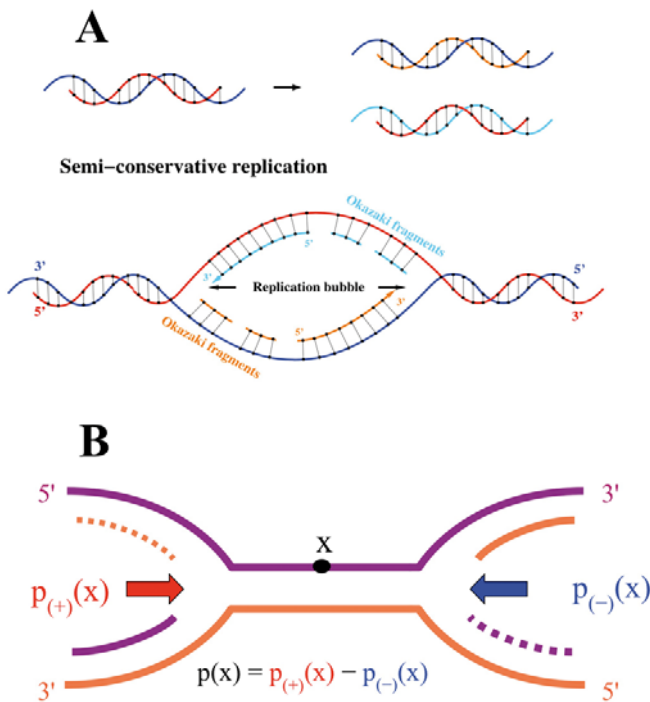 A
Semi-conservative replication
Okazaki fragments
5'
3'
3'
5'
Replication bubble
5'
3'
5'
3'
Okazaki fragments
B
5'
3'
x
p(+)(x)
p(-)(x)
p(x) = p(+)(x) − p(-)(x)
3'
5'